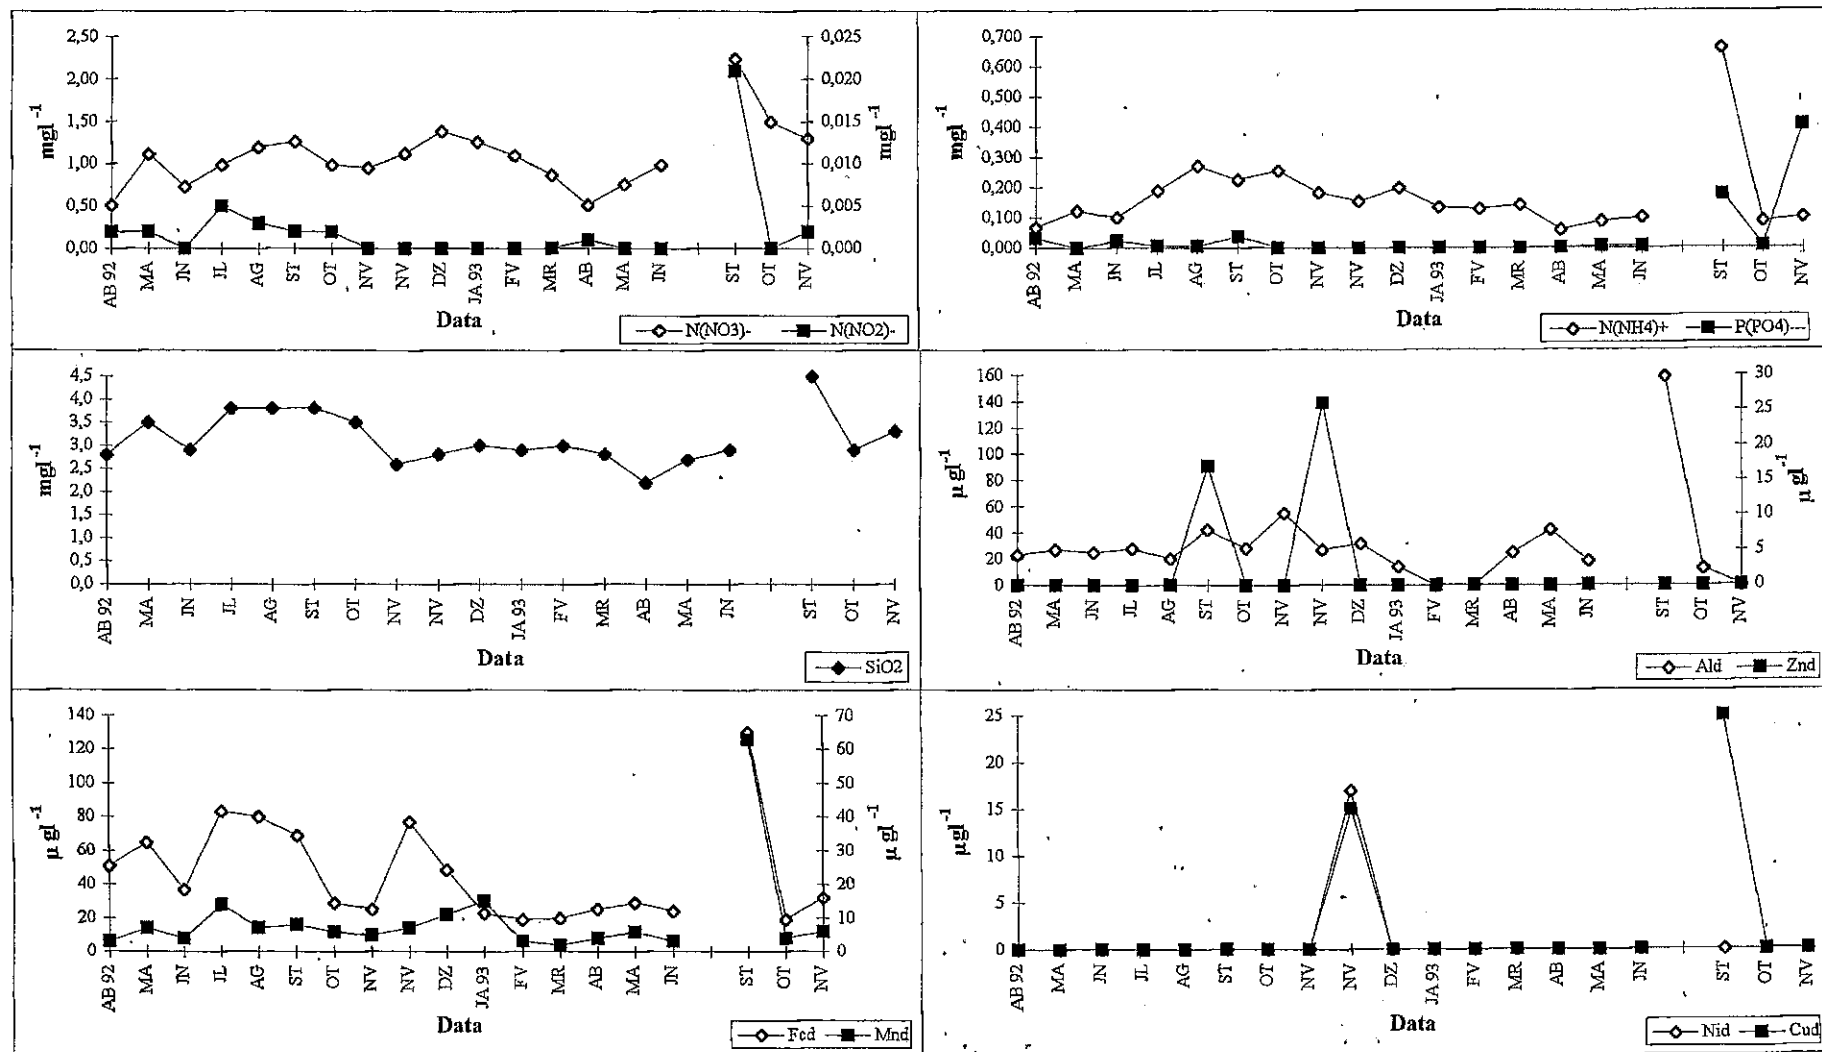 2,50
2,00
1,50
1,00
0,50
0,00
mgl-1
0,025
0,020
0,015
0,010
0,005
0,000
mgl-1
AB 92 MA JN JL AG ST OT NV NV DZ JA 93 FV MR AB MA JN ST OT NV
Data
N(NO3)- N(NO2)-
0,700
0,600
0,500
0,400
0,300
0,200
0,100
0,000
mgl-1
AB 92 MA JN JL AG ST OT NV NV DZ JA 93 FV MR AB MA JN ST OT NV
Data
N(NH4)+ P(PO4)---
4,5
4,0
3,5
3,0
2,5
2,0
1,5
1,0
0,5
0,0
mgl-1
AB 92 MA JN JL AG ST OT NV NV DZ JA 93 FV MR AB MA JN ST OT NV
Data
SiO2
160
140
120
100
80
60
40
20
0
µ gl-1
30
25
20
15
10
5
0
µ gl-1
AB 92 MA JN JL AG ST OT NV NV DZ JA 93 FV MR AB MA JN ST OT NV
Data
Ald Znd
140
120
100
80
60
40
20
0
µ gl-1
70
60
50
40
30
20
10
0
µ gl-1
AB 92 MA JN JL AG ST OT NV NV DZ JA 93 FV MR AB MA JN ST OT NV
Data
Fed Mnd
25
20
15
10
5
0
µgl-1
AB 92 MA JN JL AG ST OT NV NV DZ JA 93 FV MR AB MA JN ST OT NV
Data
Nid Cud